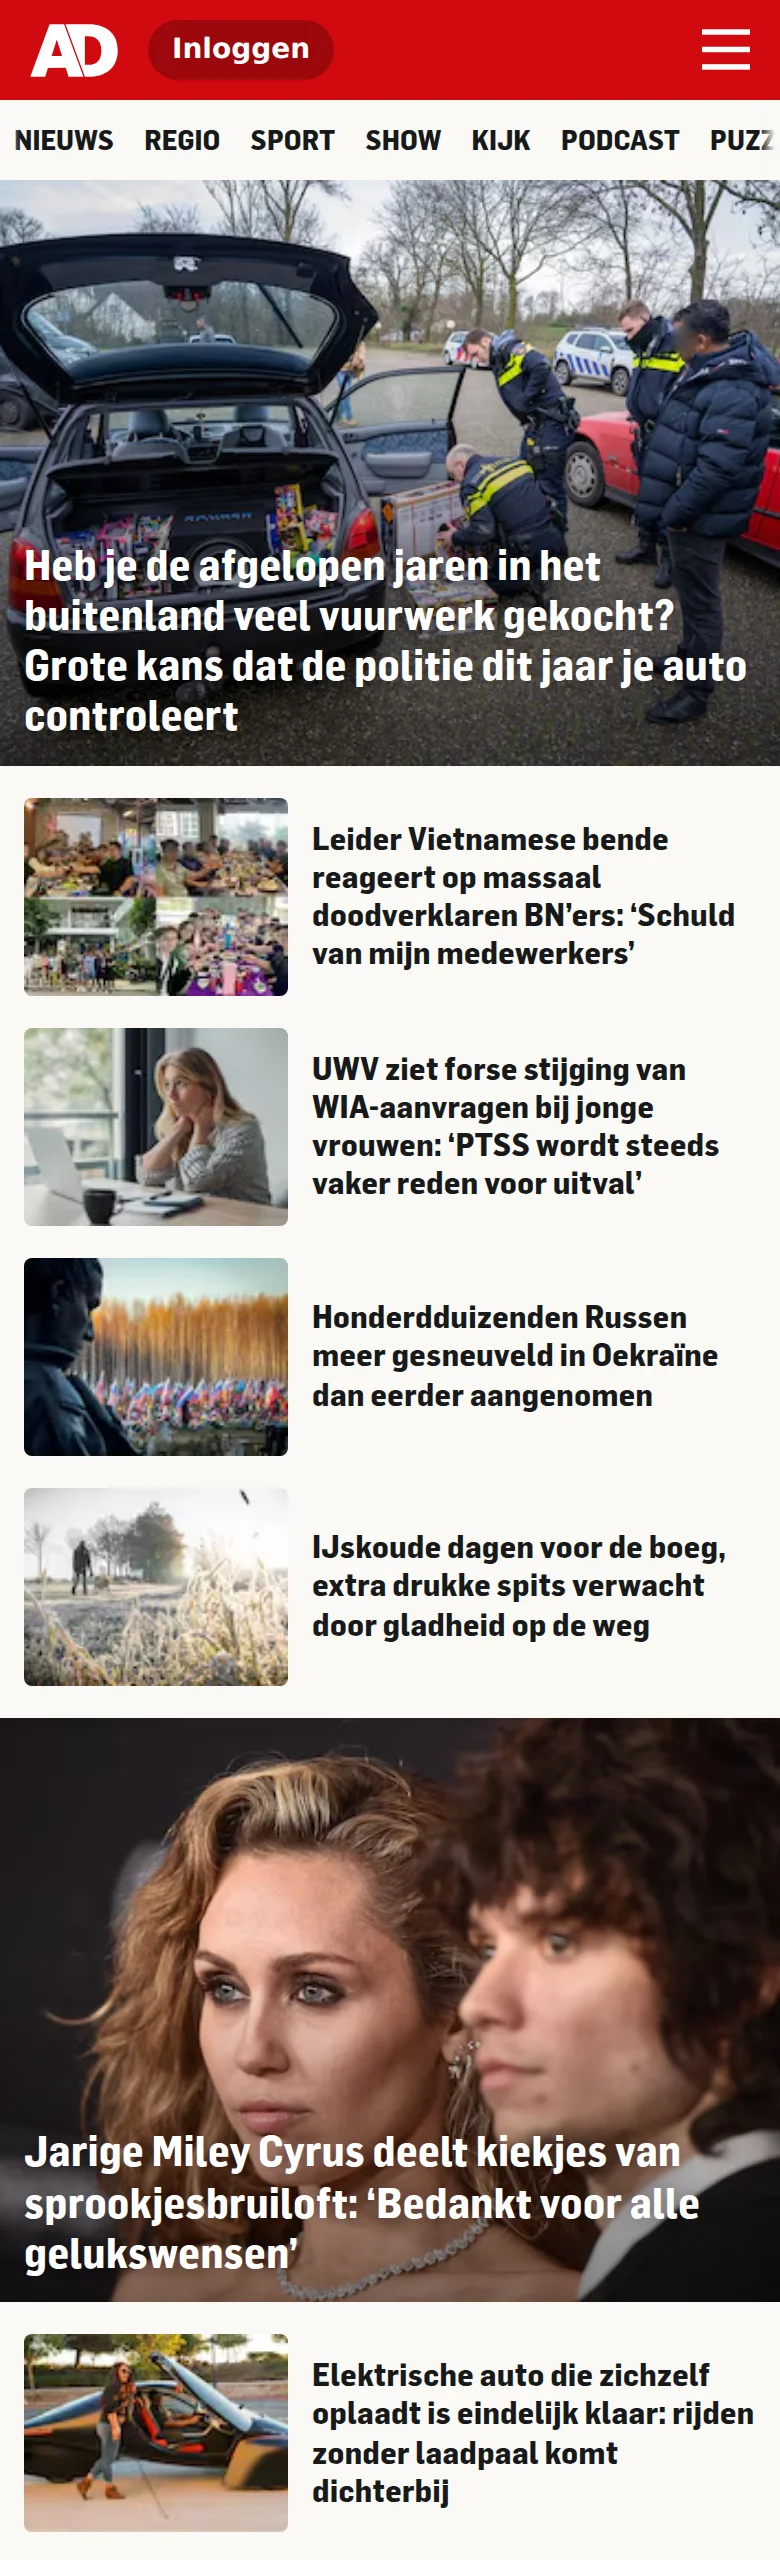 AD
Inloggen
NIEUWS REGIO SPORT SHOW KIJK PODCAST PUZZ
Heb je de afgelopen jaren in het
buitenland veel vuurwerk gekocht?
Grote kans dat de politie dit jaar je auto
controleert
Leider Vietnamese bende
reageert op massaal
doodverklaren BN’ers: ‘Schuld
van mijn medewerkers’
UWV ziet forse stijging van
WIA-aanvragen bij jonge
vrouwen: ‘PTSS wordt steeds
vaker reden voor uitval’
Honderdduizenden Russen
meer gesneuveld in Oekraïne
dan eerder aangenomen
IJskoude dagen voor de boeg,
extra drukke spits verwacht
door gladheid op de weg
Jarige Miley Cyrus deelt kiekjes van
sprookjesbruiloft: ‘Bedankt voor alle
gelukswensen’
Elektrische auto die zichzelf
oplaadt is eindelijk klaar: rijden
zonder laadpaal komt
dichterbij